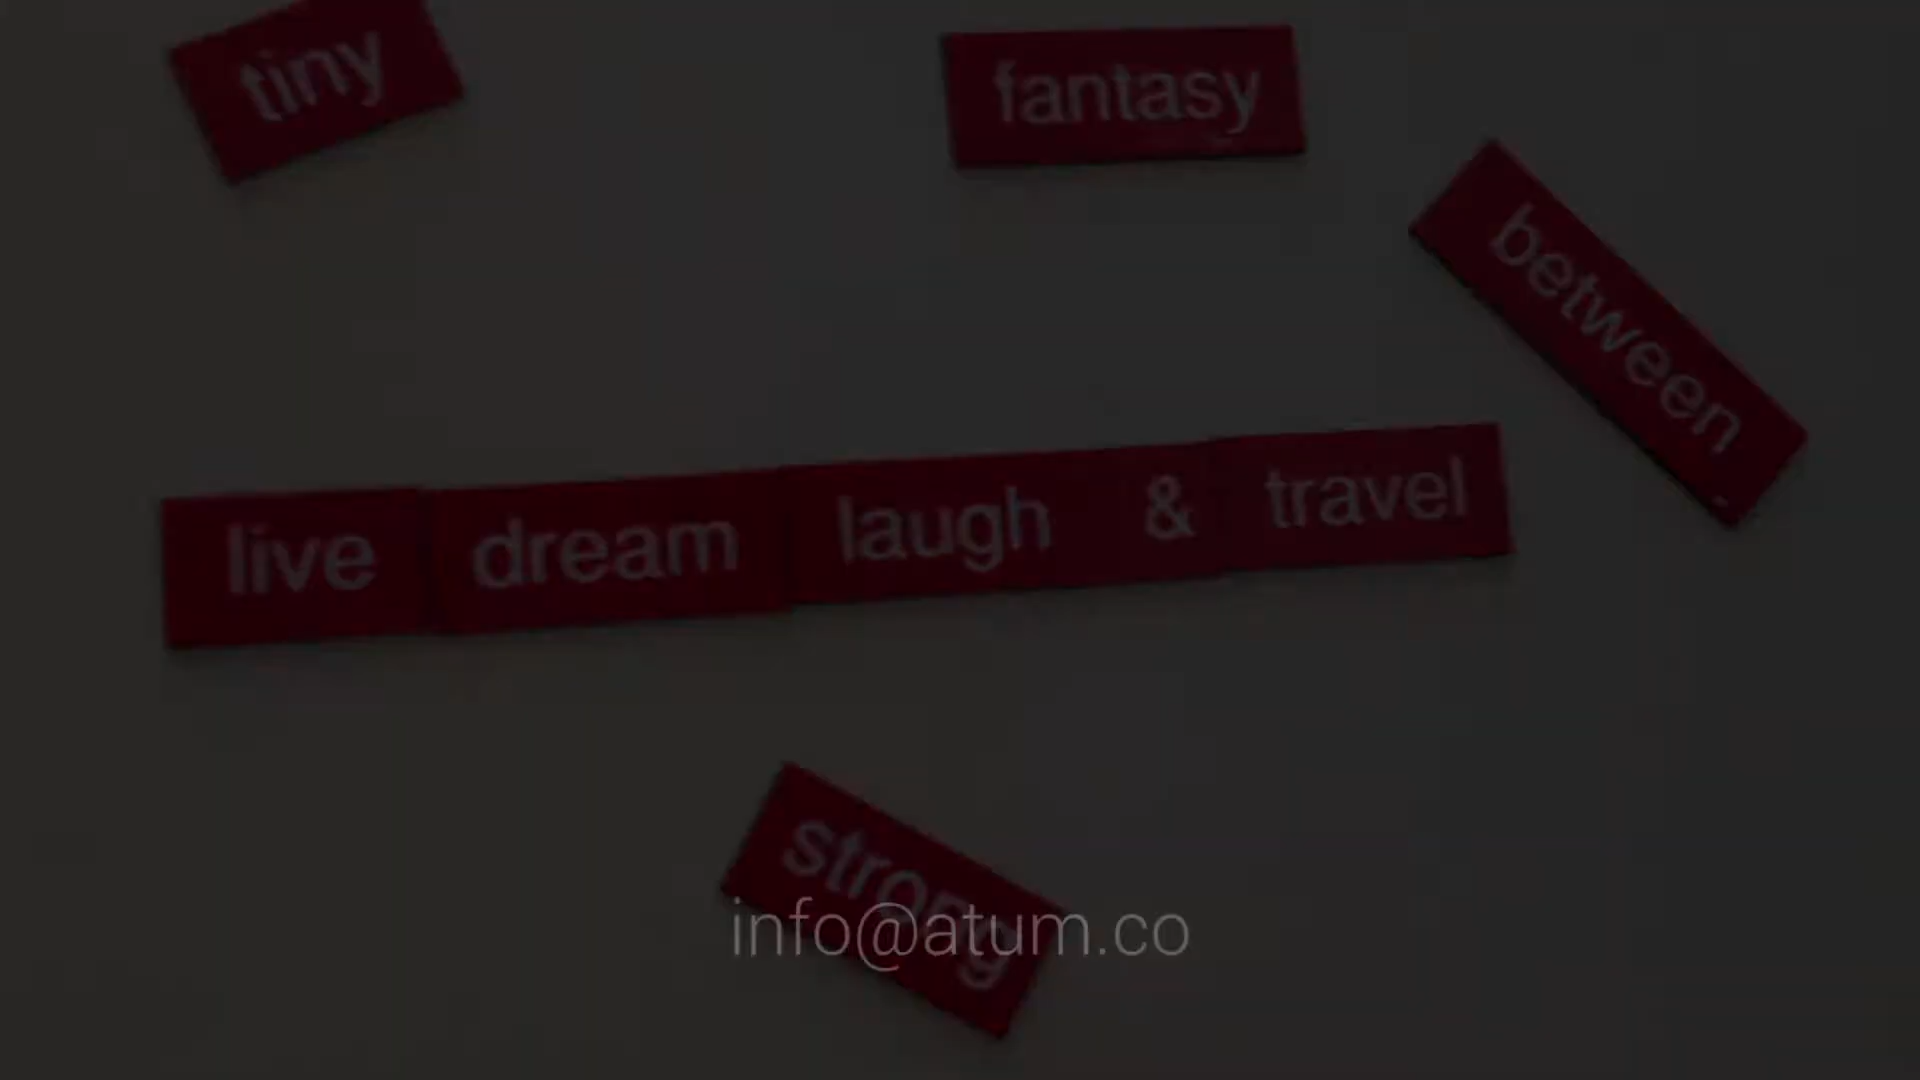 tiny
fantasy
between
live dream laugh & travel
strong
info@atum.co